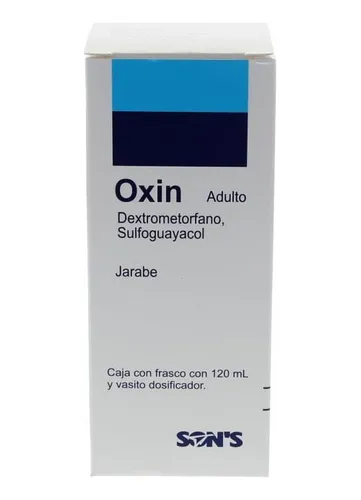 Oxin Adulto
Dextrometorfano,
Sulfoguayacol
Jarabe
Caja con frasco con 120 mL
y vasito dosificador.
SON'S